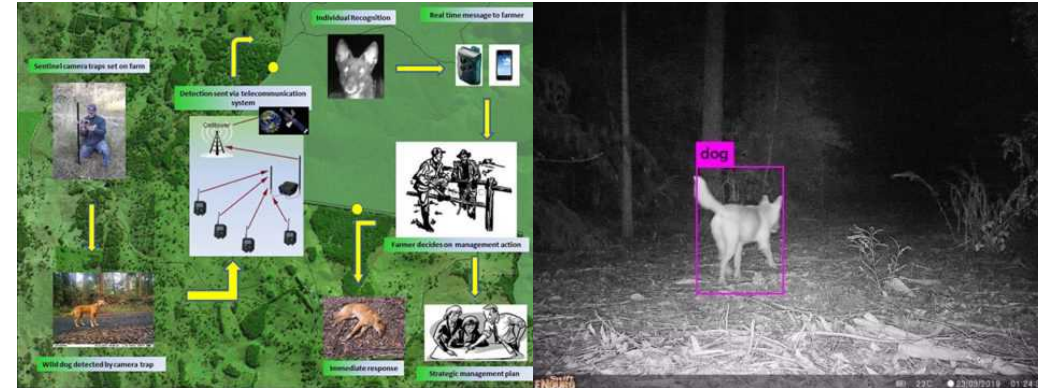 Individual Recognition
Real time message to farmer
Sentinel camera traps set on farm
Detection sent via telecommunication
system
Wild dog detected by camera trap
Immediate response
Farmer decides on management action
Strategic management plan
dog
22C 23/09/2019 01:24